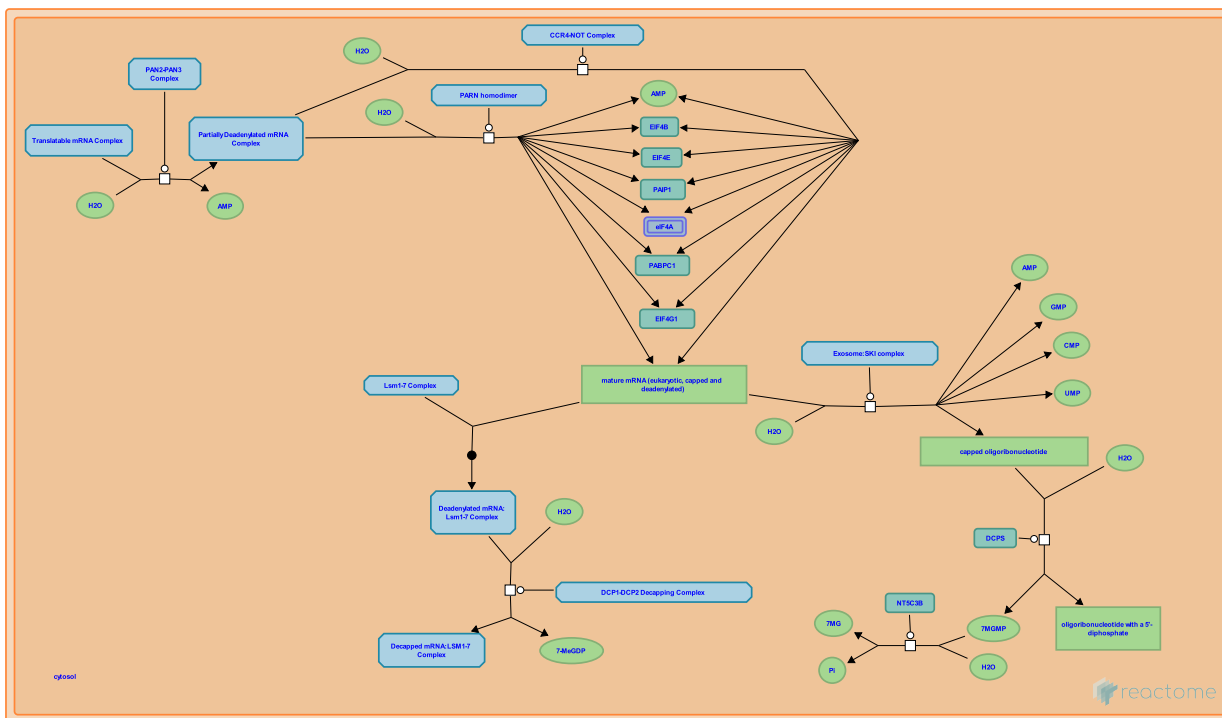 CCR4-NOT Complex
H2O
PAN2-PAN3
Complex
PARN homodimer
AMP
H2O
EIF4B
Translatable mRNA Complex
Partially Deadenylated mRNA
Complex
EIF4E
PAIP1
H2O
AMP
eIF4A
PABPC1
AMP
GMP
EIF4G1
CMP
Exosome:SKI complex
Lsm1-7 Complex
mature mRNA (eukaryotic, capped and
deadenylated)
UMP
H2O
capped oligoribonucleotide
H2O
Deadenylated mRNA:
Lsm1-7 Complex
H2O
DCPS
DCP1-DCP2 Decapping Complex
NT5C3B
7MG
7MGMP
oligoribonucleotide with a 5'-
diphosphate
Decapped mRNA:LSM1-7
Complex
7-MeGDP
Pi
H2O
cytosol
reactome